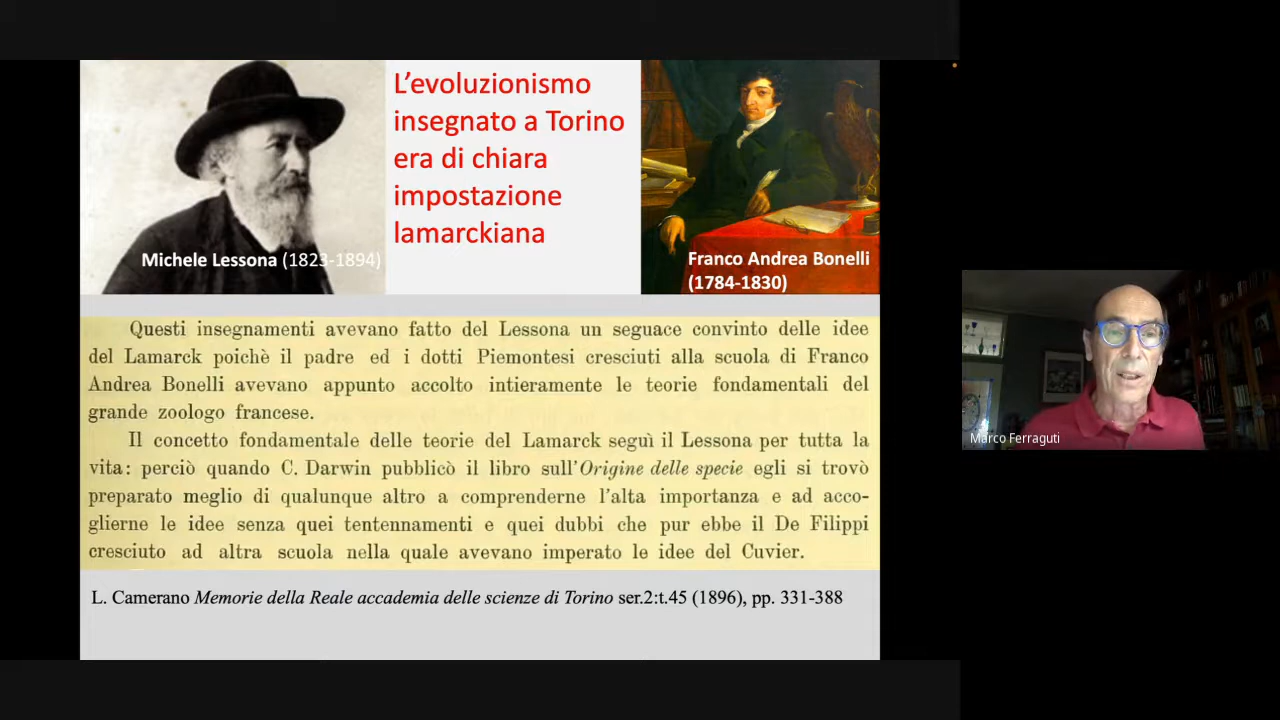 L'evoluzionismo
insegnato a Torino
era di chiara
impostazione
lamarckiana
Michele Lessona (1823-1894)
Franco Andrea Bonelli
(1784-1830)
Questi insegnamenti avevano fatto del Lessona un seguace convinto delle idee
del Lamarck poichè il padre ed i dotti Piemontesi cresciuti alla scuola di Franco
Andrea Bonelli avevano appunto accolto intieramente le teorie fondamentali del
grande zoologo francese.
Il concetto fondamentale delle teorie del Lamarck seguì il Lessona per tutta la
vita: perciò quando C. Darwin pubblicò il libro sull'Origine delle specie egli si trovò
preparato meglio di qualunque altro a comprenderne l'alta importanza e ad acco-
glierne le idee senza quei tentennamenti e quei dubbi che pur ebbe il De Filippi
cresciuto ad altra scuola nella quale avevano imperato le idee del Cuvier.
L. Camerano Memorie della Reale accademia delle scienze di Torino ser.2:t.45 (1896), pp. 331-388
Marco Ferraguti